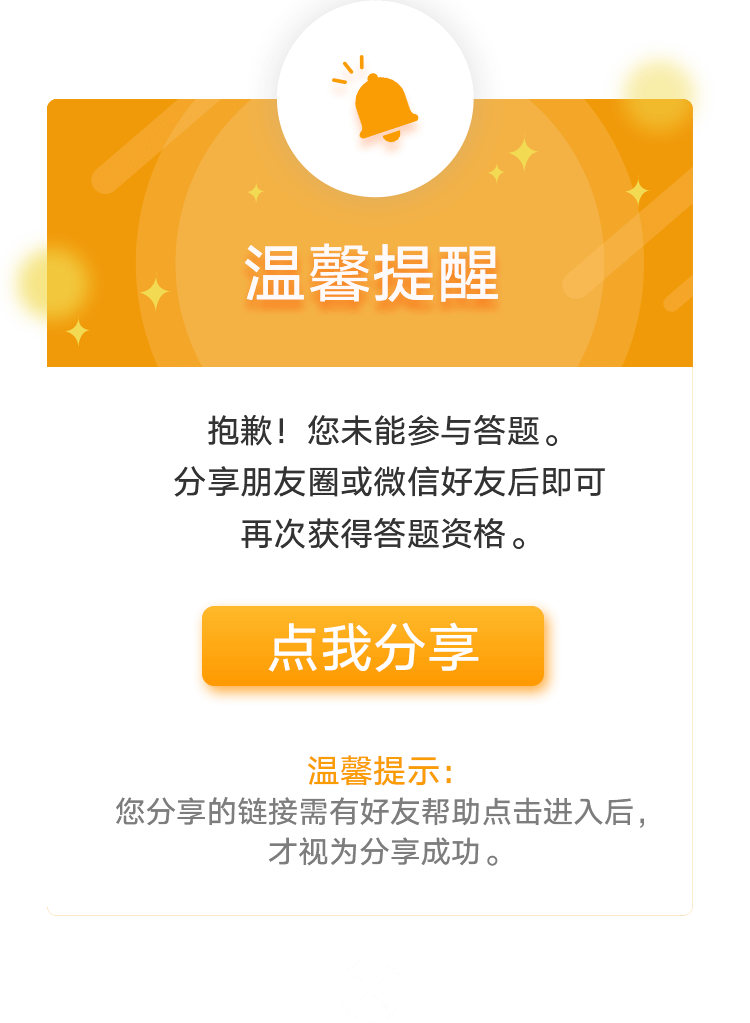 温馨提醒
抱歉！您未能参与答题。
分享朋友圈或微信好友后即可
再次获得答题资格。
点我分享
温馨提示：
您分享的链接需有好友帮助点击进入后，
才视为分享成功。